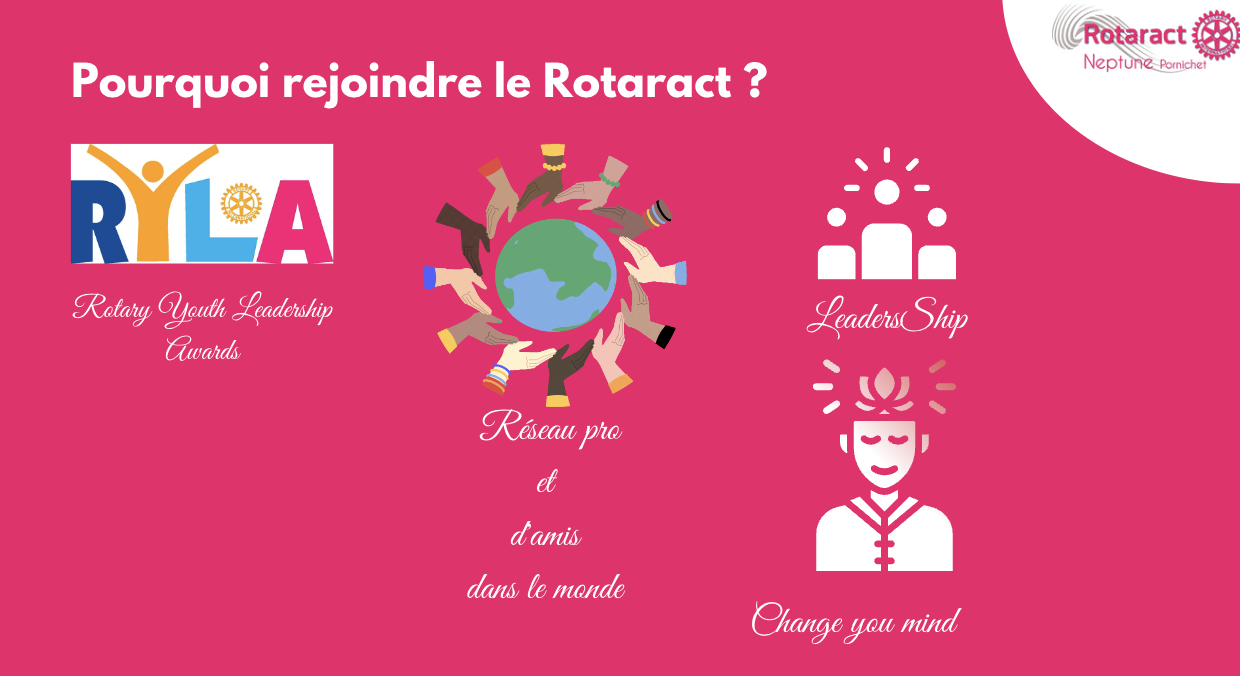 Rotaract
Neptune Pornichet
Pourquoi rejoindre le Rotaract ?
RYLA
Rotary Youth Leadership
Awards
Réseau pro
et
d'amis
dans le monde
LeadersShip
Change you mind